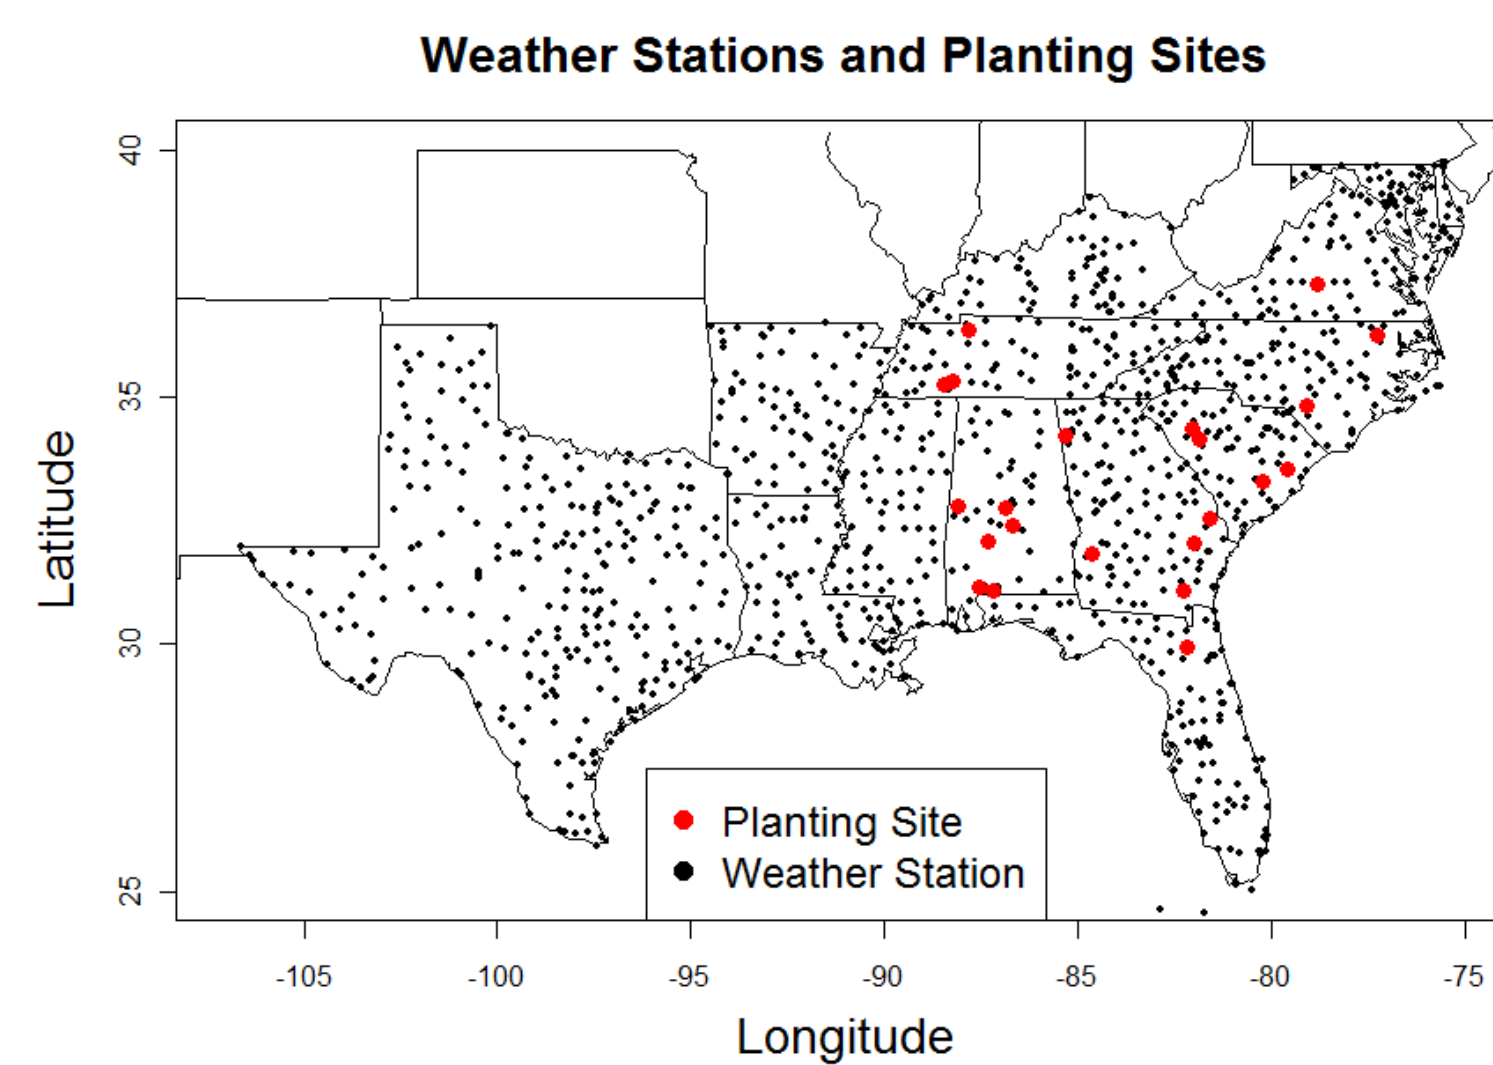 Weather Stations and Planting Sites
40
35
30
25
Latitude
Planting Site
Weather Station
-105 -100 -95 -90 -85 -80 -75
Longitude